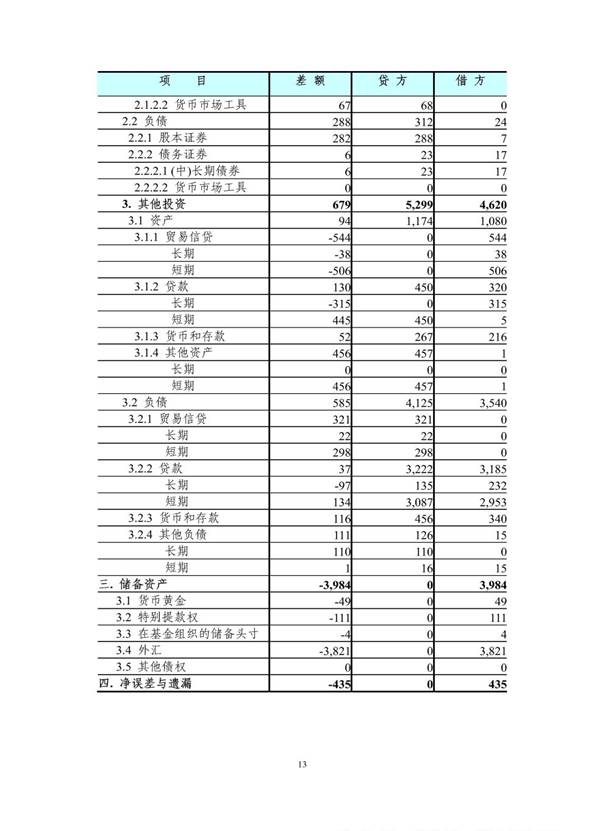 项 目 差 额 贷 方 借 方
2.1.2.2 货币市场工具 67 68 0
2.2 负债 288 312 24
2.2.1 股本证券 282 288 7
2.2.2 债务证券 6 23 17
2.2.2.1 (中)长期债券 6 23 17
2.2.2.2 货币市场工具 0 0 0
3. 其他投资 679 5,299 4,620
3.1 资产 94 1,174 1,080
3.1.1 贸易信贷 -544 0 544
长期 -38 0 38
短期 -506 0 506
3.1.2 贷款 130 450 320
长期 -315 0 315
短期 445 450 5
3.1.3 货币和存款 52 267 216
3.1.4 其他资产 456 457 1
长期 0 0 0
短期 456 457 1
3.2 负债 585 4,125 3,540
3.2.1 贸易信贷 321 321 0
长期 22 22 0
短期 298 298 0
3.2.2 贷款 37 3,222 3,185
长期 -97 135 232
短期 134 3,087 2,953
3.2.3 货币和存款 116 456 340
3.2.4 其他负债 111 126 15
长期 110 110 0
短期 1 16 15
三. 储备资产 -3,984 0 3,984
3.1 货币黄金 -49 0 49
3.2 特别提款权 -111 0 111
3.3 在基金组织的储备头寸 -4 0 4
3.4 外汇 -3,821 0 3,821
3.5 其他债权 0 0 0
四. 净误差与遗漏 -435 0 435
13